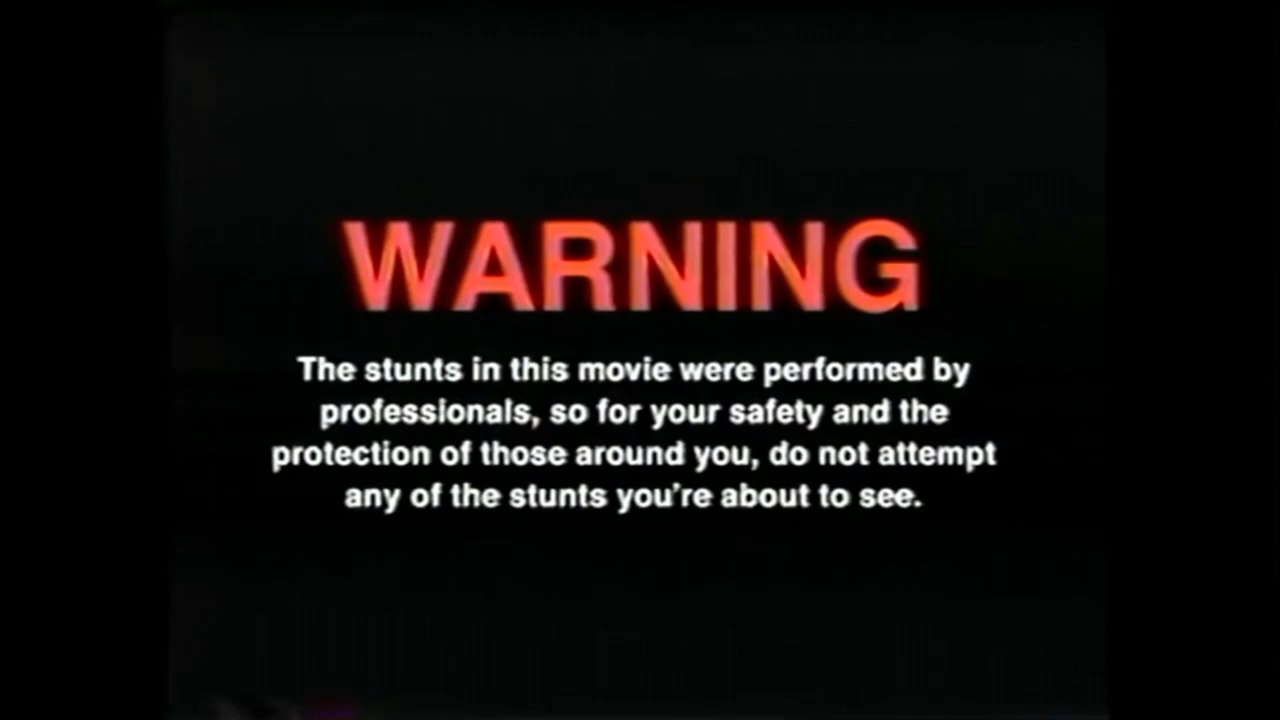 WARNING
The stunts in this movie were performed by
professionals, so for your safety and the
protection of those around you, do not attempt
any of the stunts you're about to see.